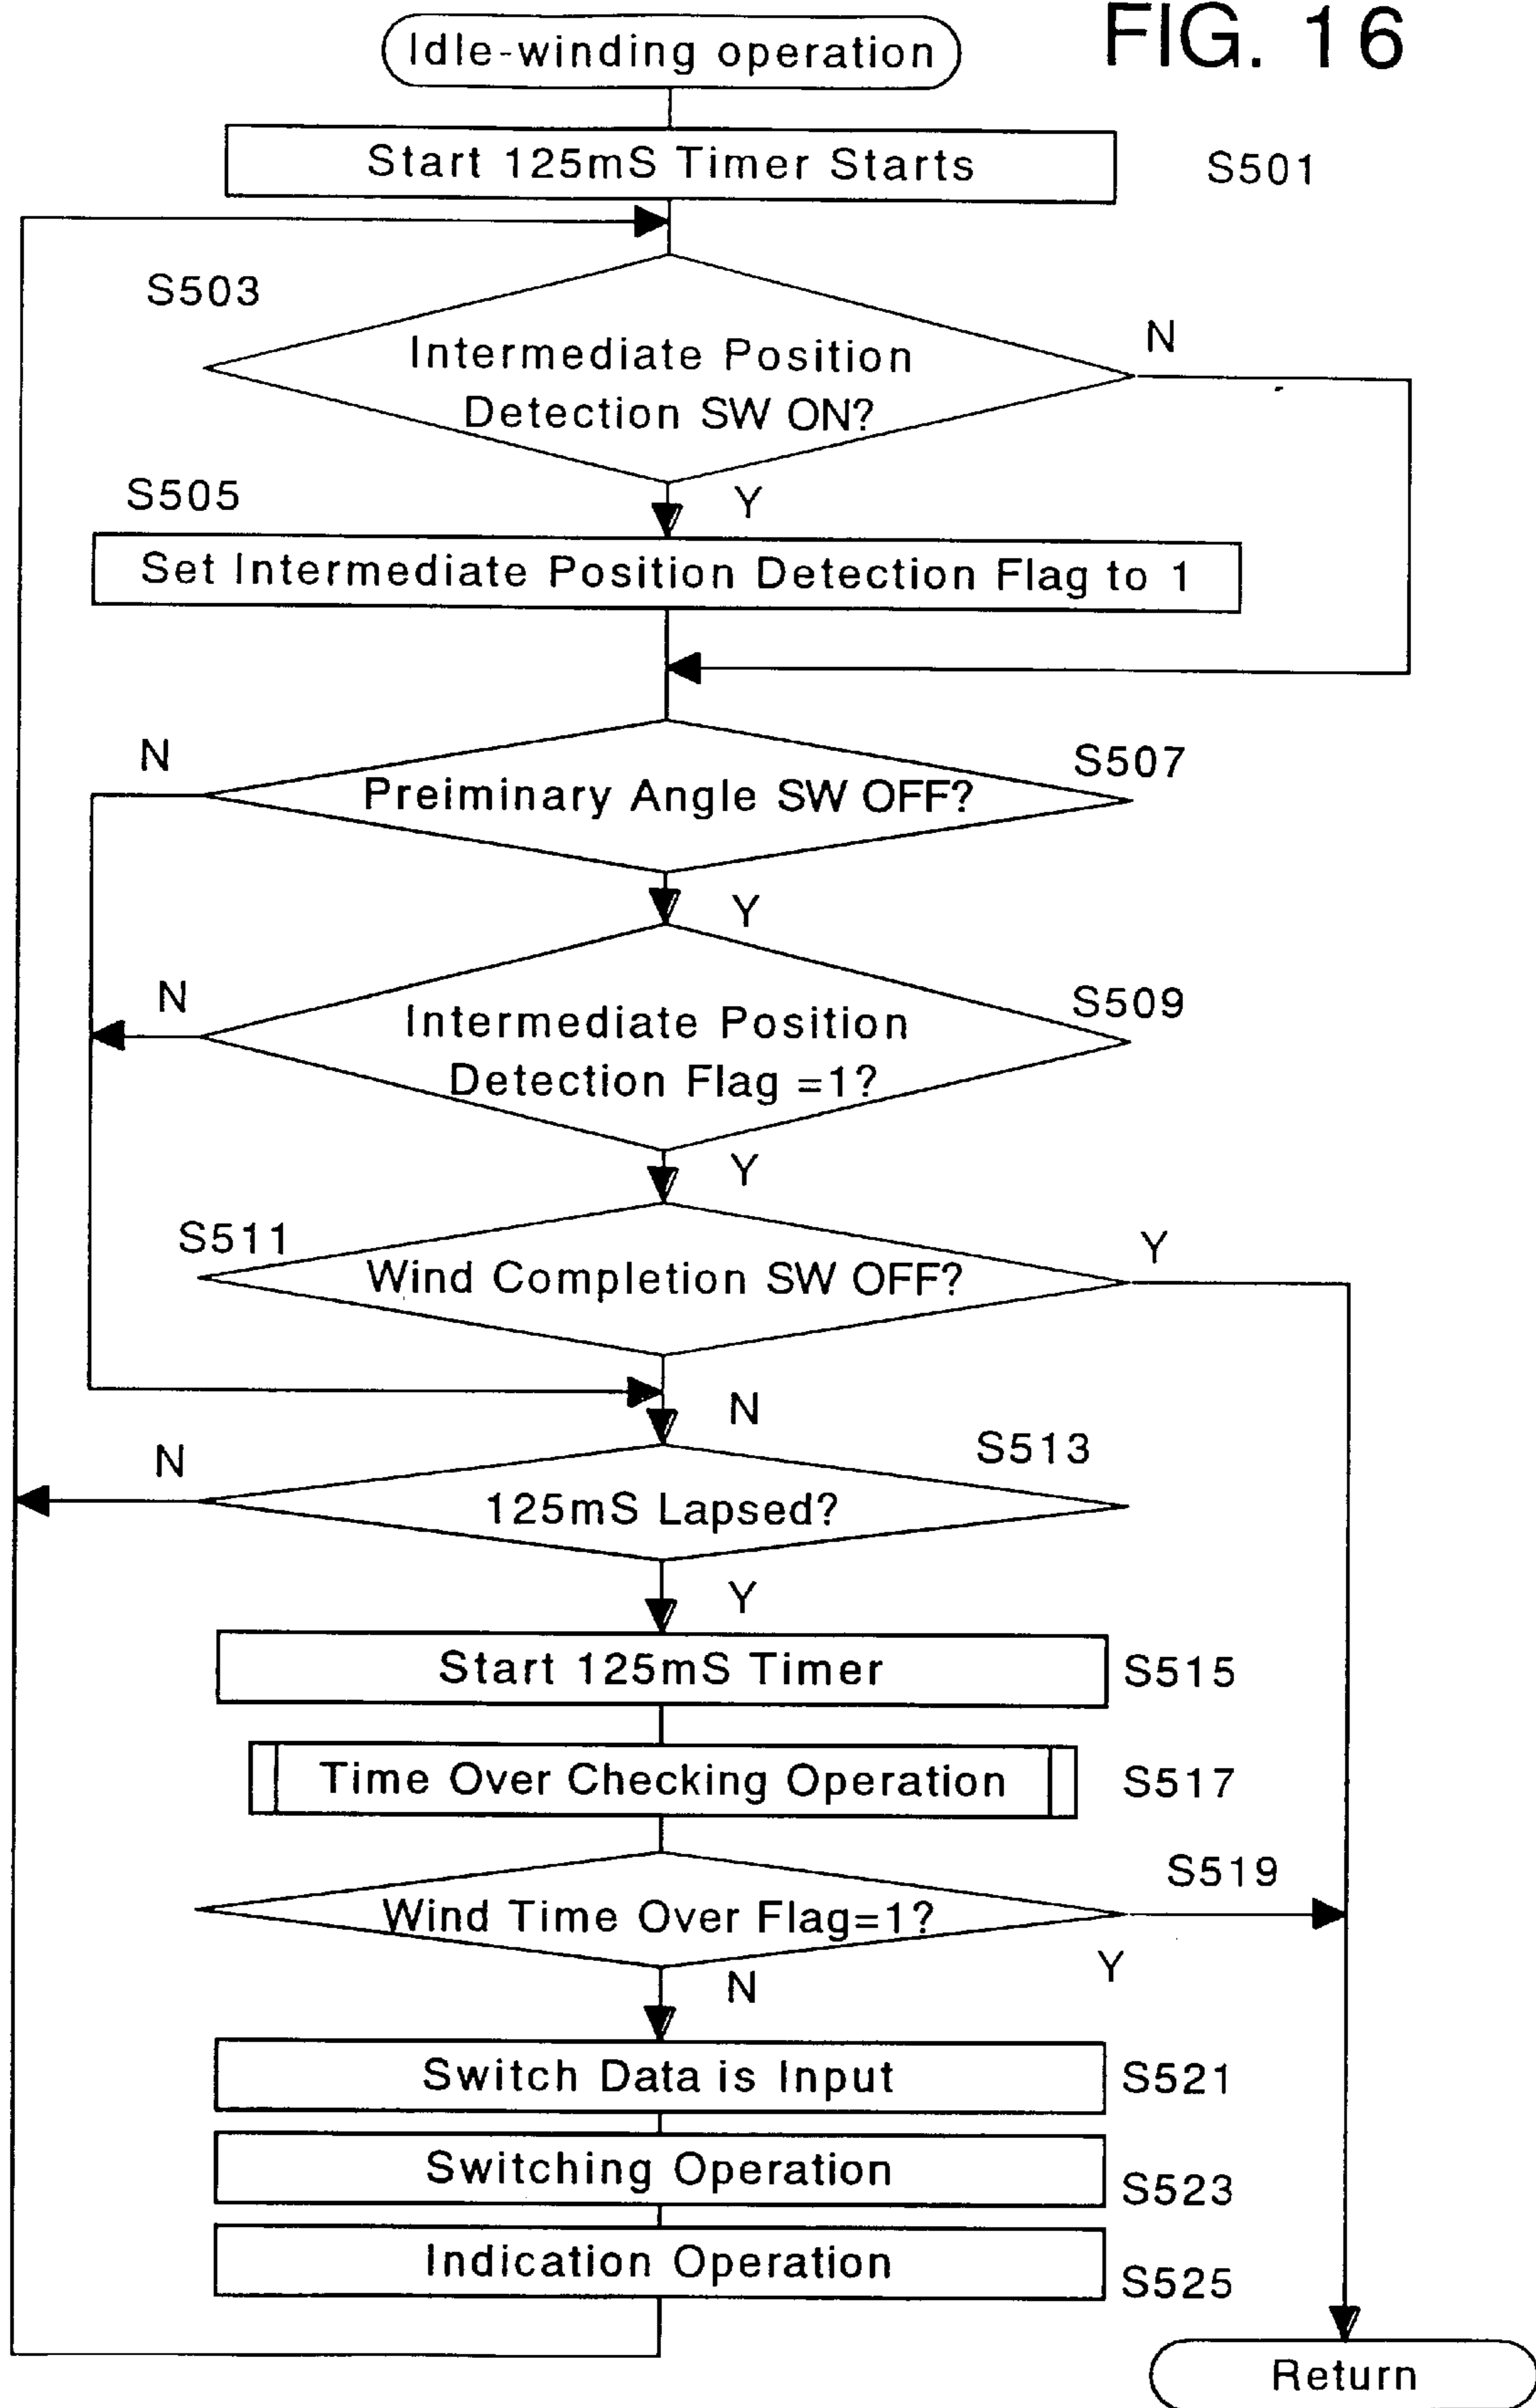 FIG. 16
Idle-winding operation
Start 125mS Timer Starts
S501
S503
Intermediate Position
Detection SW ON?
N
Y
S505
Set Intermediate Position Detection Flag to 1
N
Preiminary Angle SW OFF?
S507
Y
N
Intermediate Position
Detection Flag =1?
S509
Y
S511
Wind Completion SW OFF?
Y
N
N
125mS Lapsed?
S513
Y
Start 125mS Timer
S515
Time Over Checking Operation
S517
Wind Time Over Flag=1?
S519
Y
N
Switch Data is Input
S521
Switching Operation
S523
Indication Operation
S525
Return